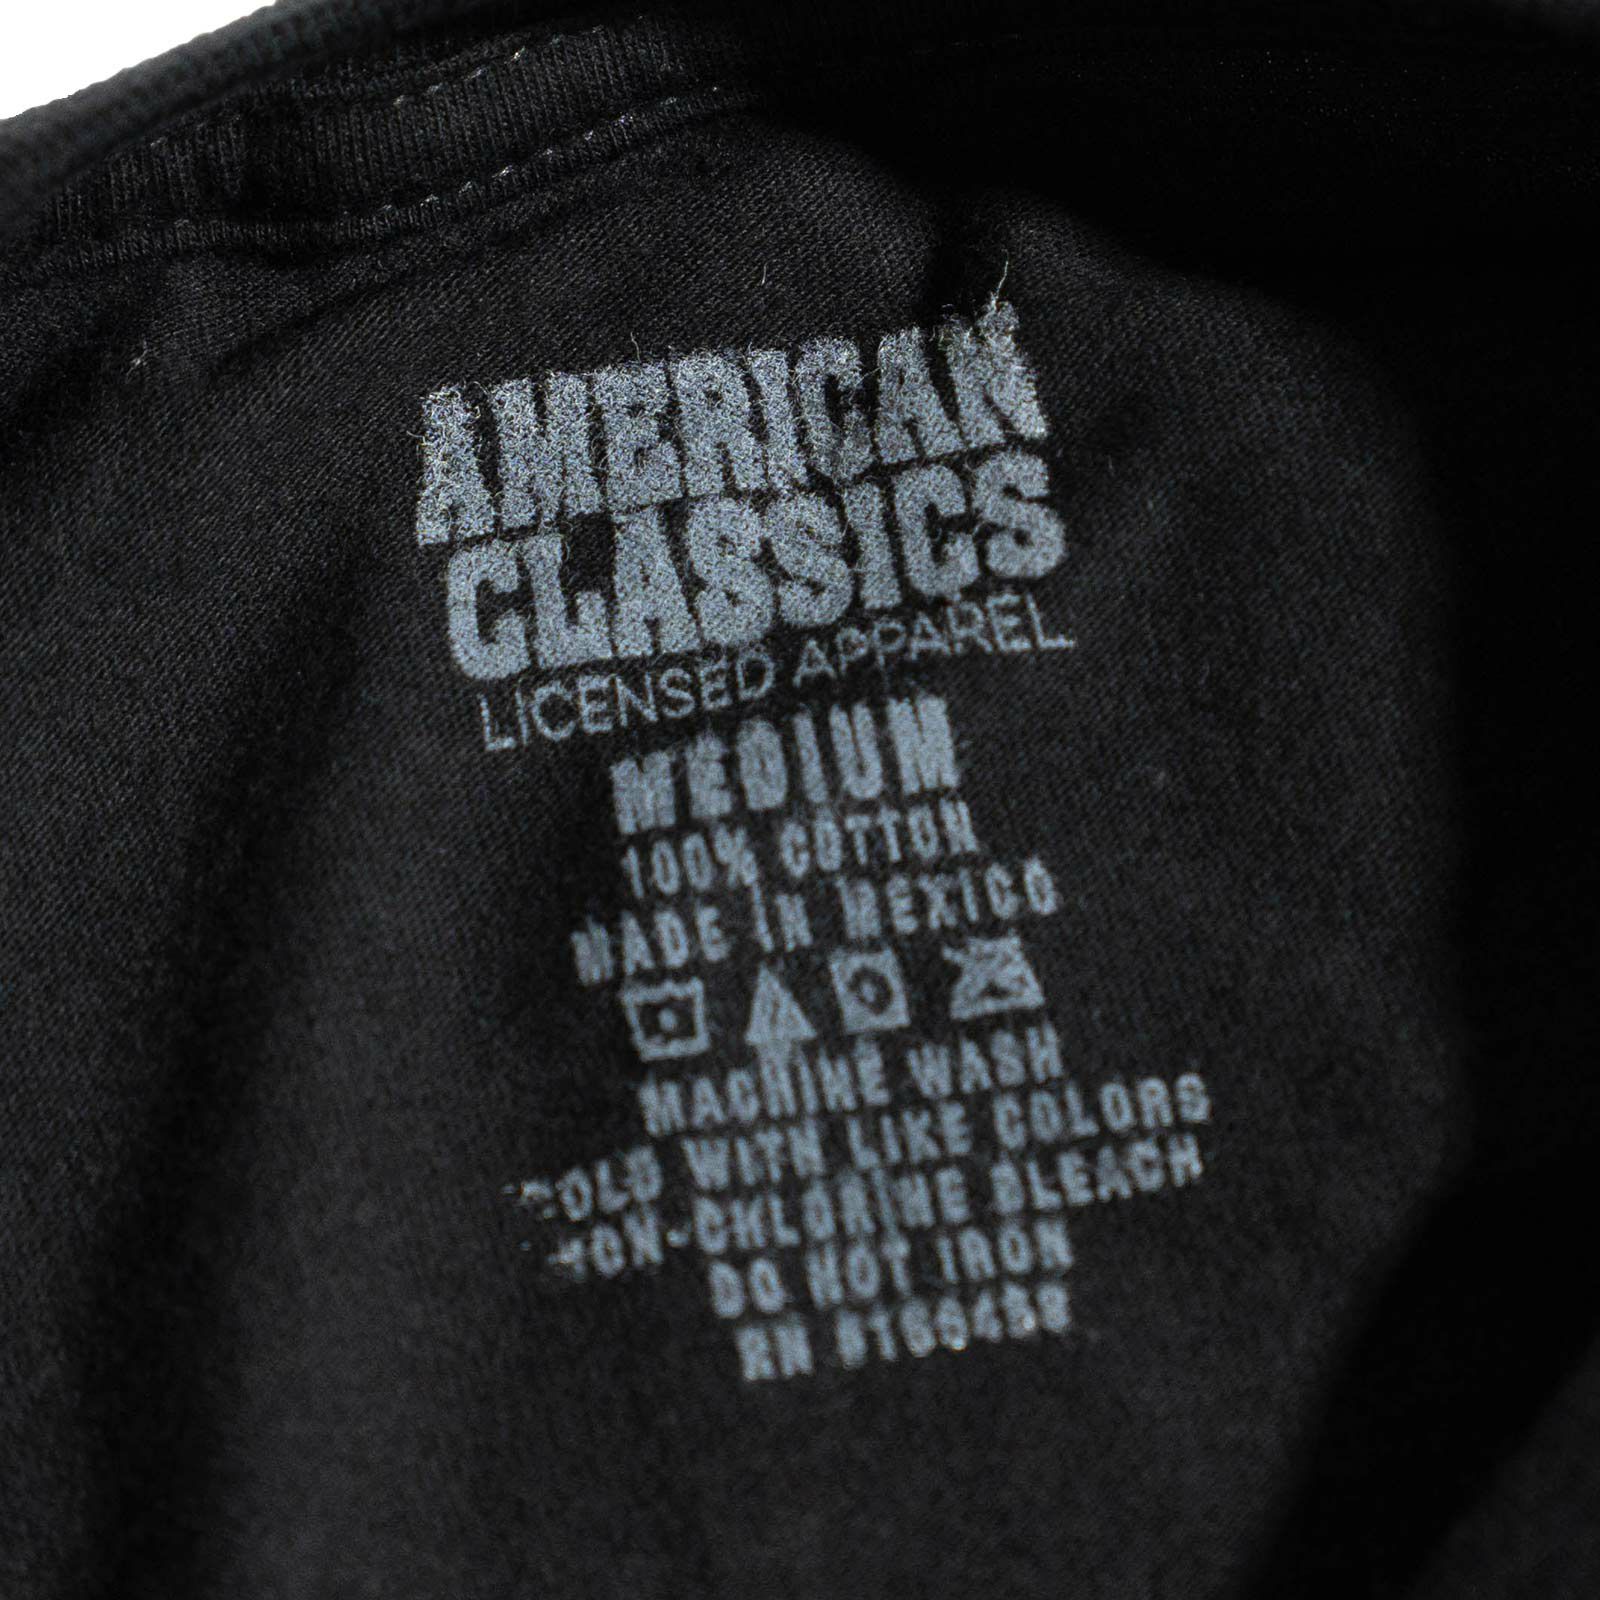 AMERICAN
CLASSICS
LICENSED APPAREL
MEDIUM
100% COTTON
MADE IN MEXICO
MACHINE WASH
COLD WITH LIKE COLORS
NON-CHLORINE BLEACH
DO NOT IRON
RN